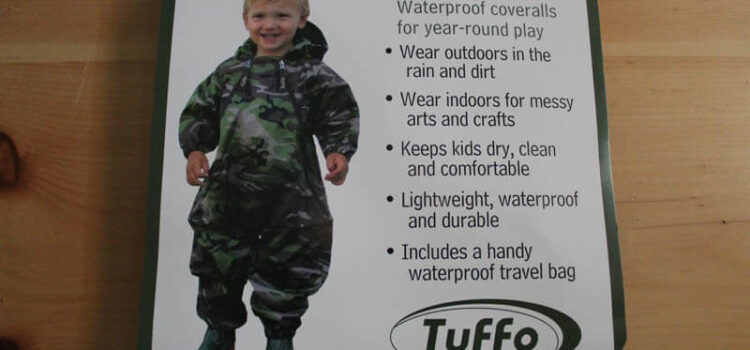 Waterproof coveralls
for year-round play
• Wear outdoors in the
rain and dirt
• Wear indoors for messy
arts and crafts
• Keeps kids dry, clean
and comfortable
• Lightweight, waterproof
and durable
• Includes a handy
waterproof travel bag
Tuffo